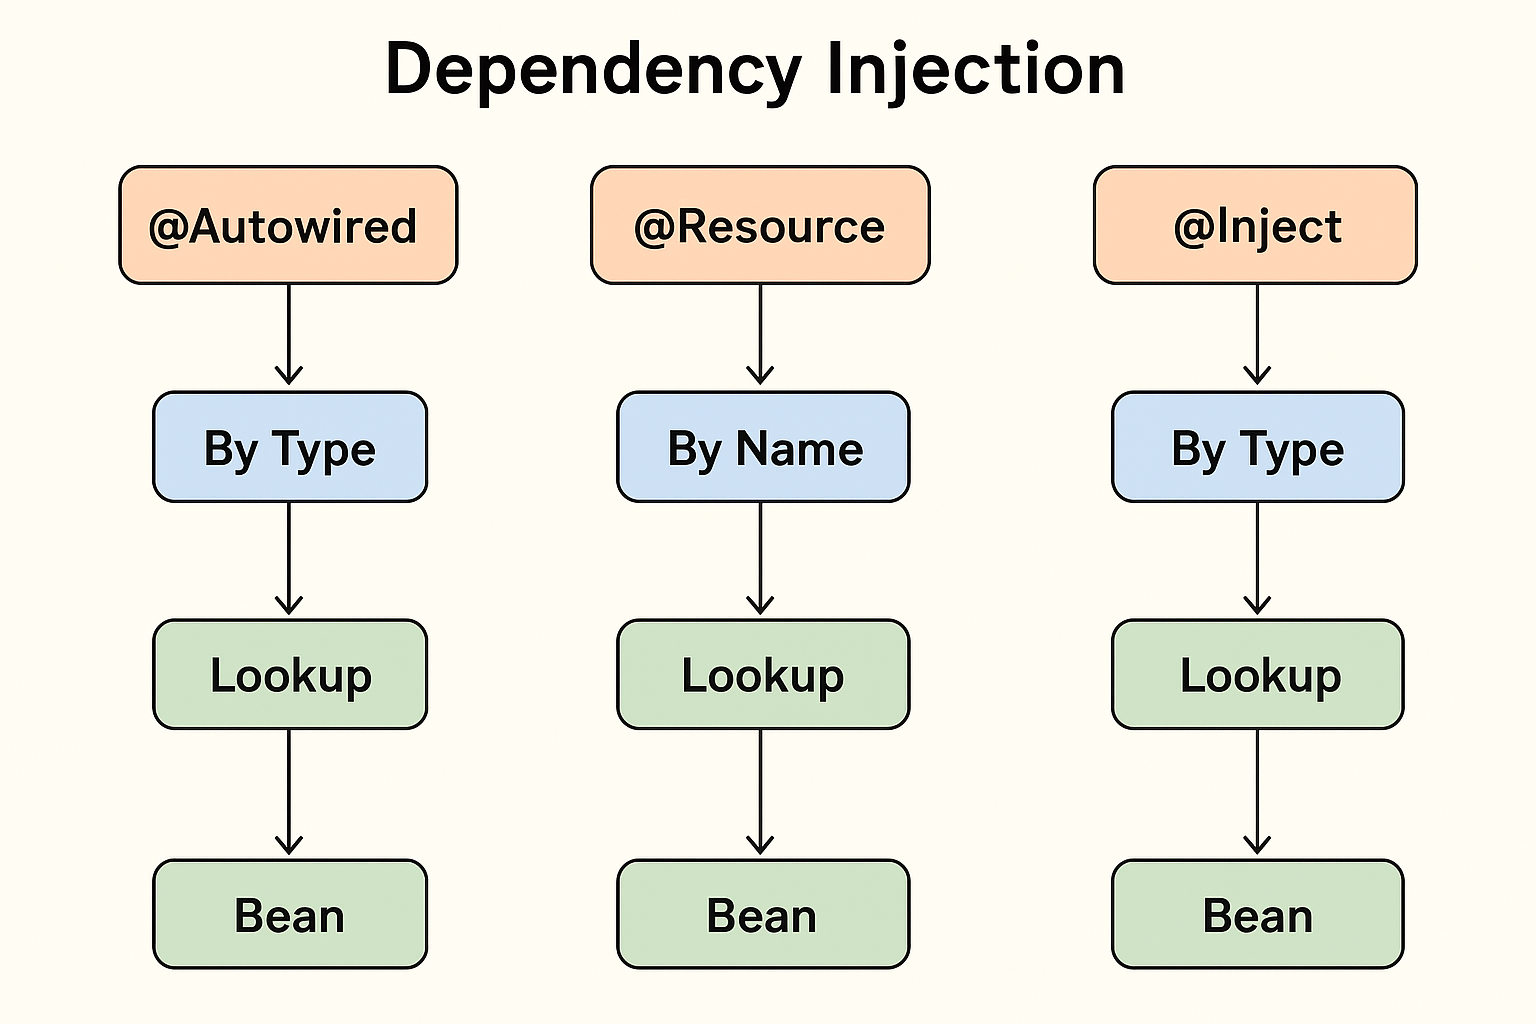 Dependency Injection
@Autowired
@Resource
@Inject
By Type
By Name
By Type
Lookup
Lookup
Lookup
Bean
Bean
Bean